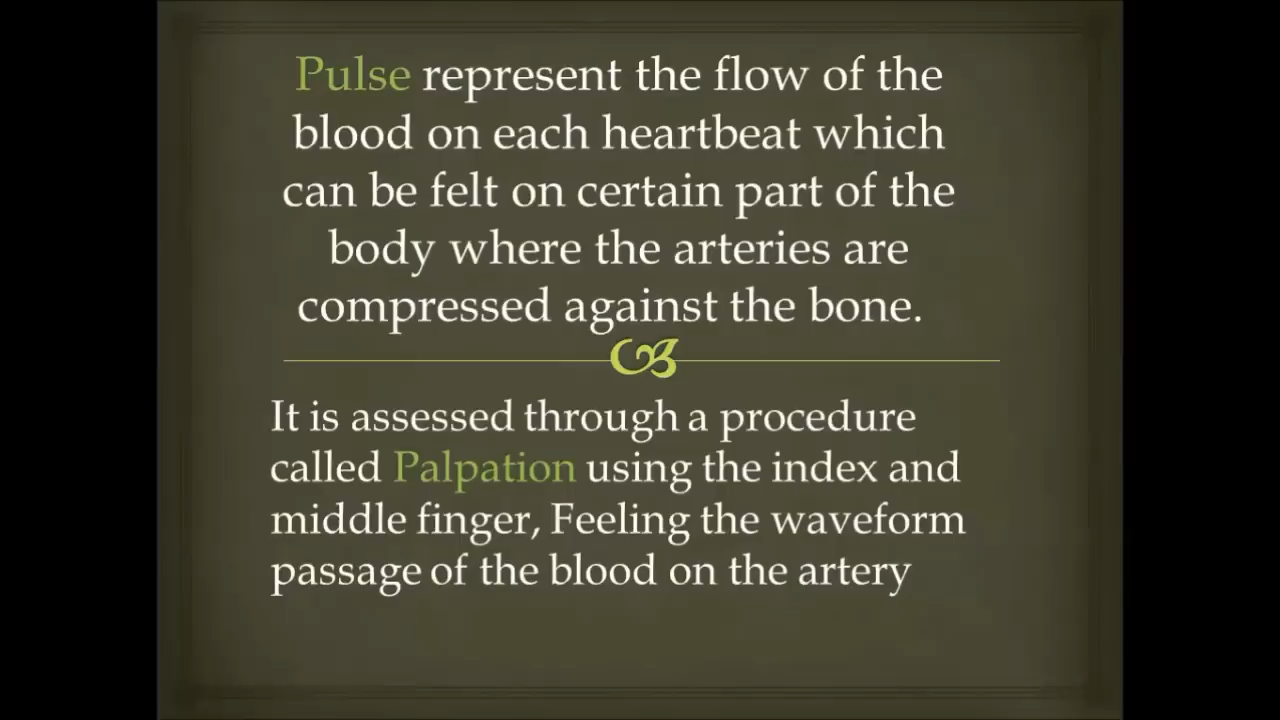 Pulse represent the flow of the
blood on each heartbeat which
can be felt on certain part of the
body where the arteries are
compressed against the bone.
It is assessed through a procedure
called Palpation using the index and
middle finger, Feeling the waveform
passage of the blood on the artery